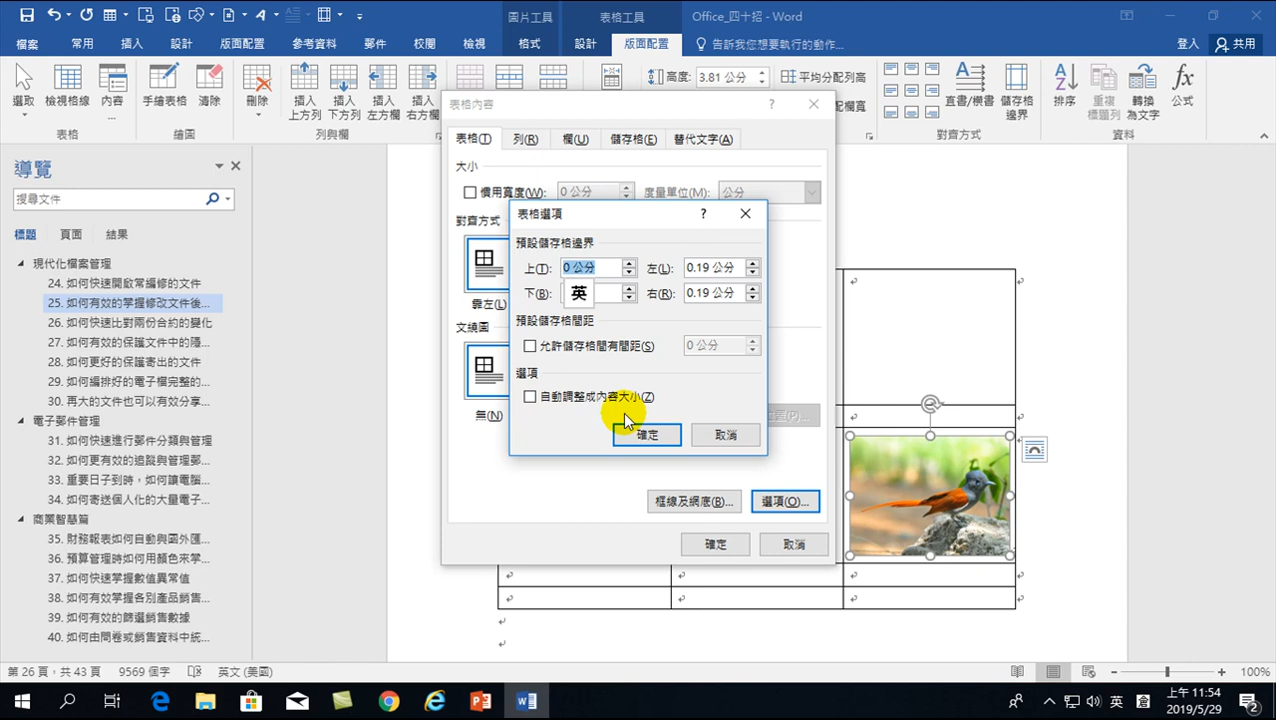 圖片工具
表格工具
Office_四十招 - Word
檔案
常用
插入
設計
版面配置
參考資料
郵件
校閱
檢視
格式
設計
版面配置
告訴我您想要執行的動作...
登入
共用
選取
檢視格線
內容
...
手繪表格
清除
刪除
插入
上方列
插入
下方列
插入
左方欄
插入
右方欄
高度:
3.81 公分
平均分配列高
直書/橫書
儲存格
邊界
排序
重複
標題列
轉換
為文字
公式
表格
繪圖
列與欄
對齊方式
資料
導覽
搜尋文件
標題
頁面
結果
現代化檔案管理
24. 如何快速開啟常編修的文件
25. 如何有效的掌握修改文件後...
26. 如何快速比對兩份合約的變化
27. 如何有效的保護文件中的隱...
28. 如何更好的保護寄出的文件
29. 如何編排好的電子檔完整的...
30. 再大的文件也可以有效分享...
電子郵件管理
31. 如何快速進行郵件分類與管理
32. 如何更有效的追蹤與管理郵...
33. 重要日子到時，如何讓電腦...
34. 如何寄送個人化的大量電子...
商業智慧篇
35. 財務報表如何自動與國外匯...
36. 預算管理時如何用顏色來掌...
37. 如何快速掌握數值異常值
38. 如何有效掌握各別產品銷售...
39. 如何有效的篩選銷售數據
40. 如何由問卷或銷售資料中統...
表格內容
表格(T)
列(R)
欄(U)
儲存格(E)
替代文字(A)
大小
慣用寬度(W):
0 公分
度量單位(M):
公分
對齊方式
靠左(L)
文繞圖
無(N)
框線及網底(B)...
選項(O)...
確定
取消
表格選項
預設儲存格邊界
上(T):
0 公分
左(L):
0.19 公分
下(B):
英
右(R):
0.19 公分
預設儲存格間距
允許儲存格間有間距(S)
0 公分
選項
自動調整成內容大小(Z)
確定
取消
第 26 頁，共 43 頁
9569 個字
英文 (美國)
100%
英
上午 11:54
2019/5/29
2